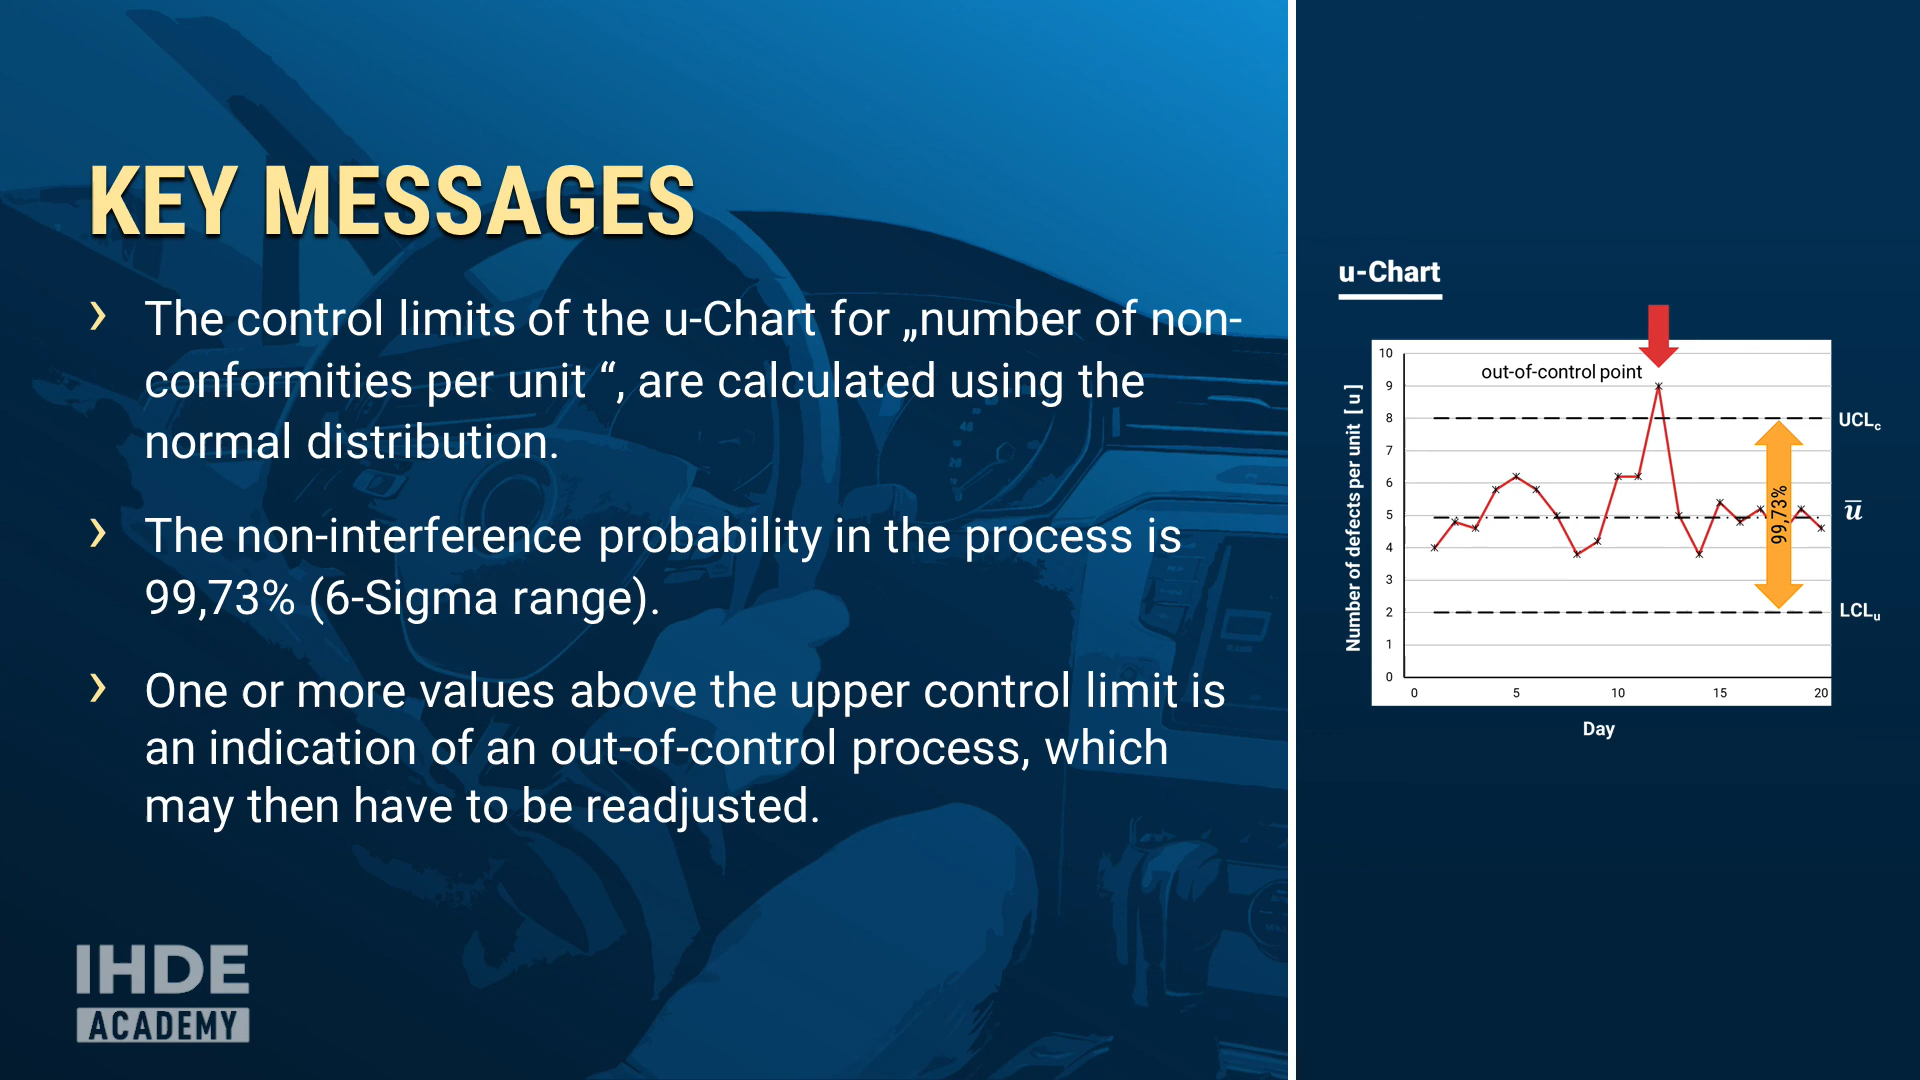 KEY MESSAGES
› The control limits of the u-Chart for „number of non-
conformities per unit “, are calculated using the
normal distribution.
› The non-interference probability in the process is
99,73% (6-Sigma range).
› One or more values above the upper control limit is
an indication of an out-of-control process, which
may then have to be readjusted.
IHDE
ACADEMY
u-Chart
out-of-control point
Number of defects per unit [ u ]
10
9
8
7
6
5
4
3
2
1
0
0 5 10 15 20
Day
99,73%
UCLc
u̅
LCLu